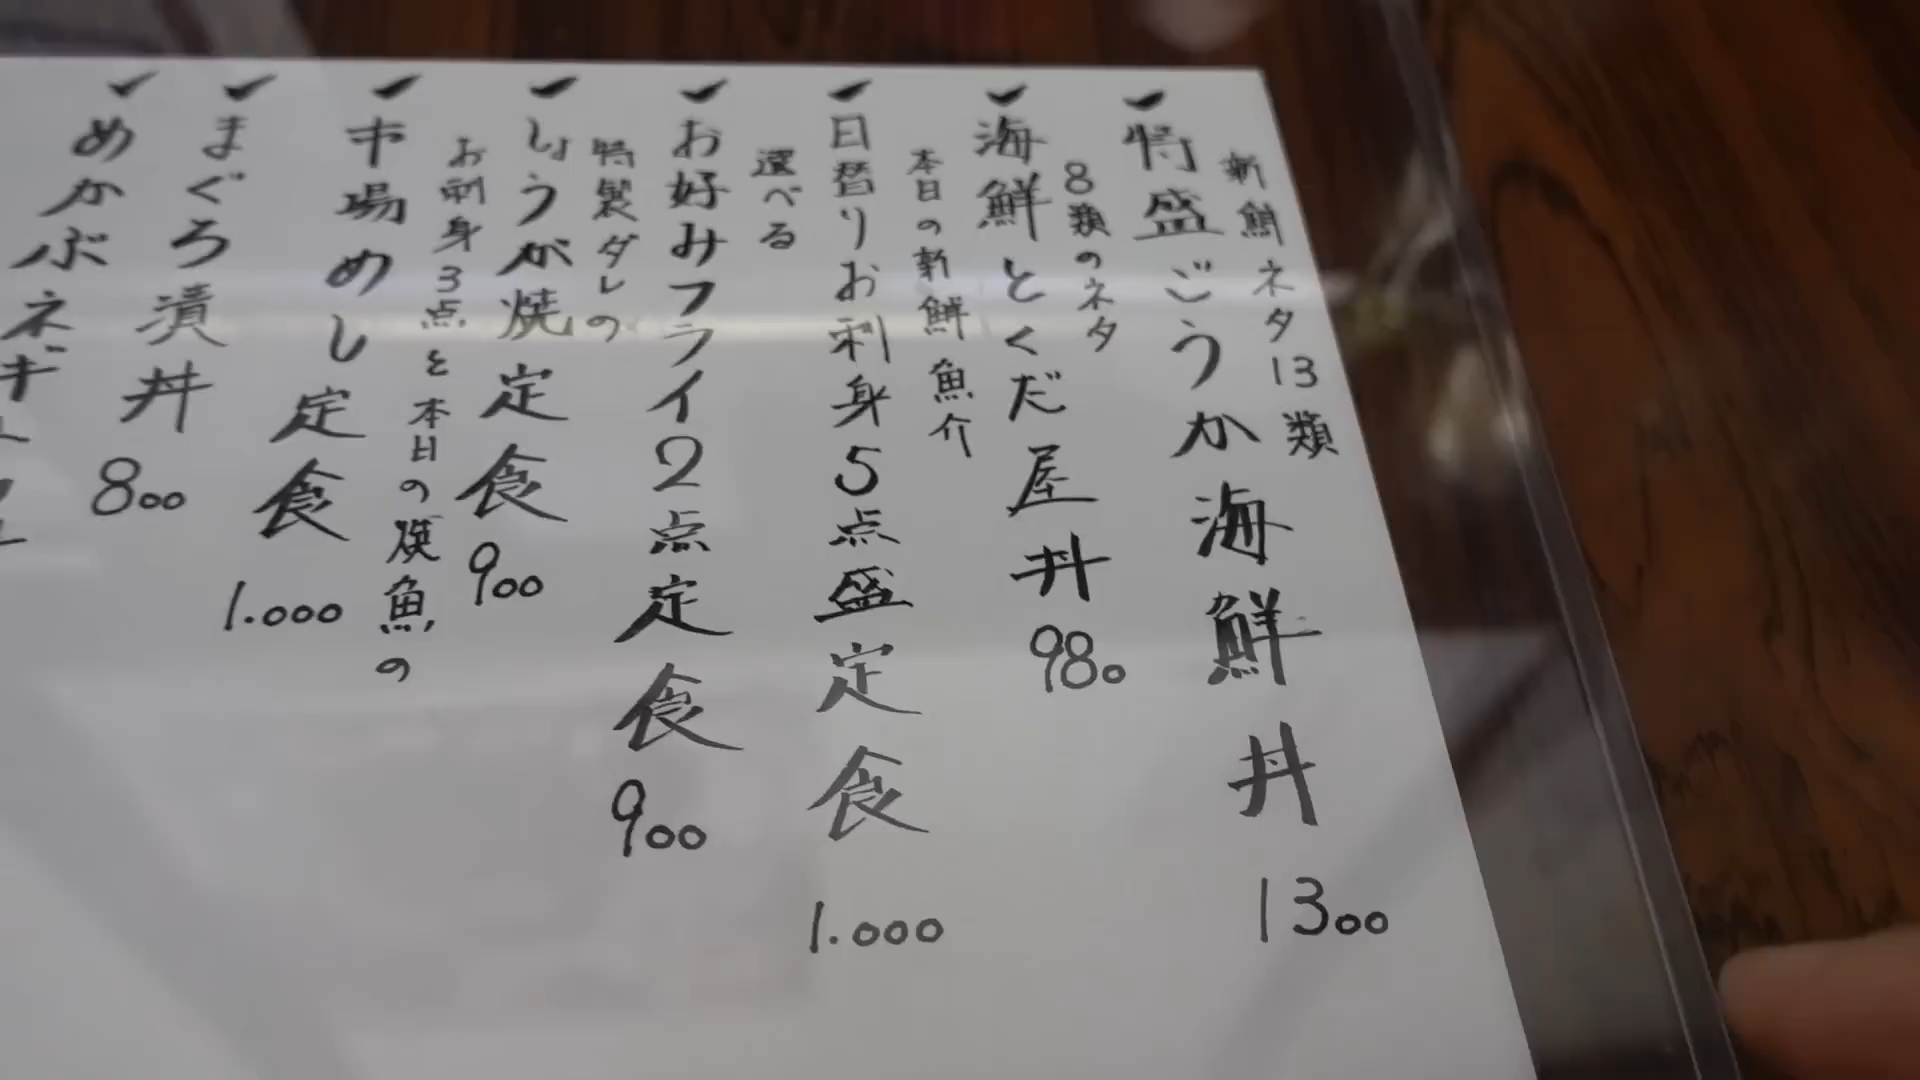 新鮮ネタ13類
特盛ごうか海鮮丼 1300
8類のネタ
海鮮とくだ屋丼 980
本日の新鮮魚介
日替りお刺身5点盛定食 1.000
選べる
お好みフライ2点定食 900
特製ダレの
しょうが焼定食 900
お刺身3点と本日の焼魚の
市場めし定食 1.000
まぐろ漬丼 800
めかぶネギト